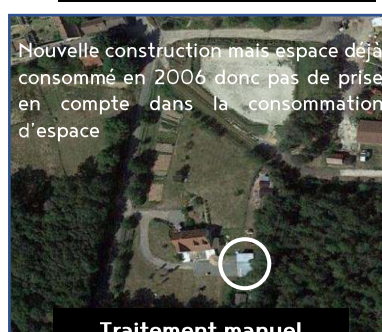 Nouvelle construction mais espace déjà
consommé en 2006 donc pas de prise
en compte dans la consommation
d'espace
Traitement manuel